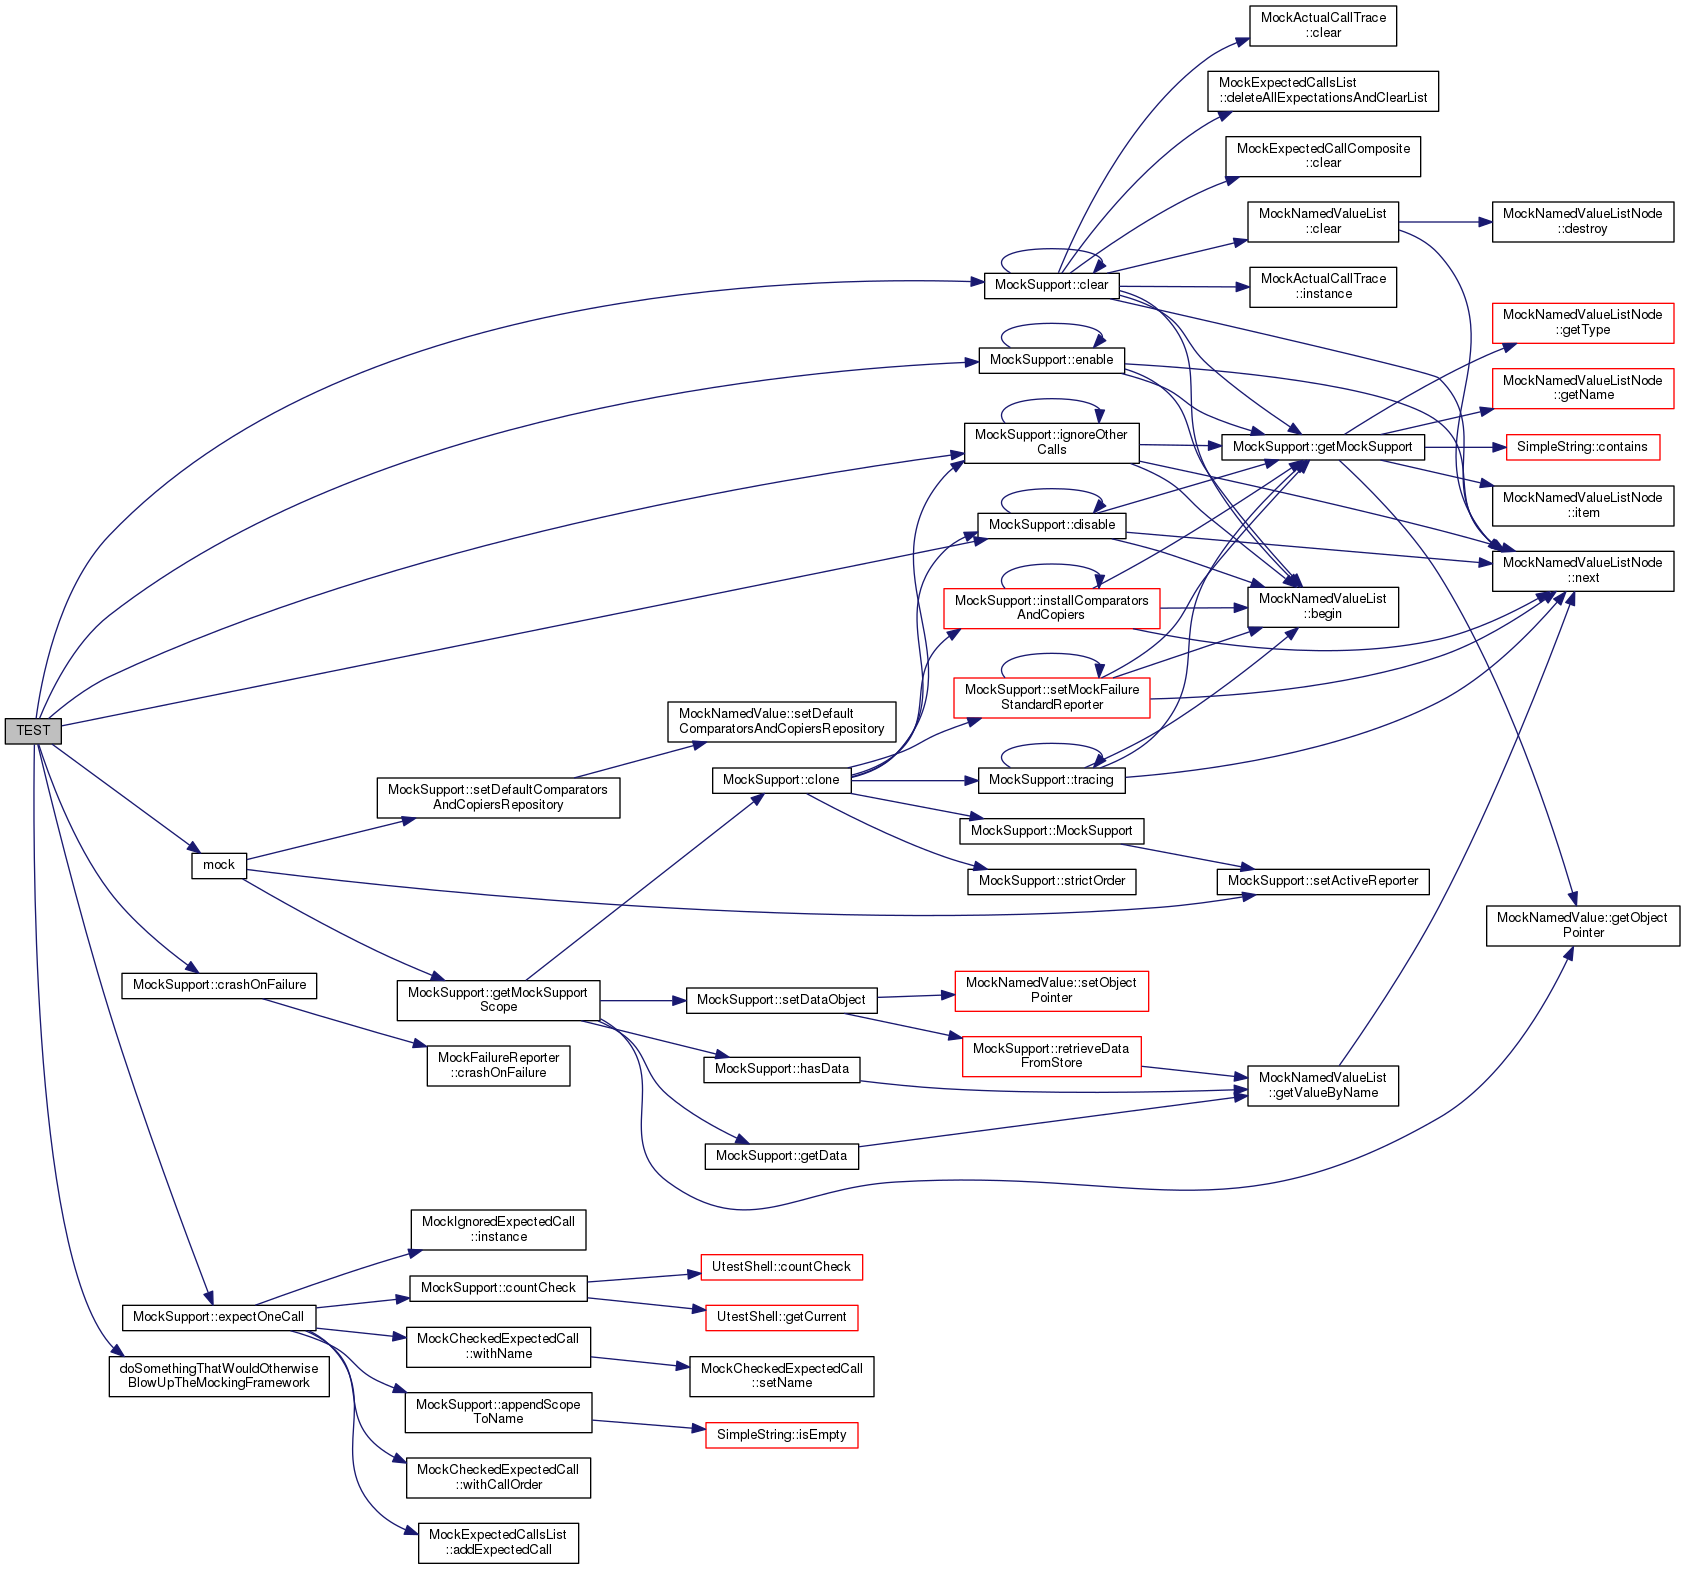 MockActualCallTrace
::clear
MockExpectedCallsList
::deleteAllExpectationsAndClearList
MockExpectedCallComposite
::clear
MockNamedValueList
::clear
MockNamedValueListNode
::destroy
MockSupport::clear
MockActualCallTrace
::instance
MockNamedValueListNode
::getType
MockSupport::enable
MockNamedValueListNode
::getName
MockSupport::ignoreOther
Calls
MockSupport::getMockSupport
SimpleString::contains
MockSupport::disable
MockNamedValueListNode
::item
MockNamedValueListNode
::next
MockSupport::installComparators
AndCopiers
MockNamedValueList
::begin
MockSupport::setMockFailure
StandardReporter
TEST
MockNamedValue::setDefault
ComparatorsAndCopiersRepository
MockSupport::setDefaultComparators
AndCopiersRepository
MockSupport::clone
MockSupport::tracing
MockSupport::MockSupport
mock
MockSupport::strictOrder
MockSupport::setActiveReporter
MockNamedValue::getObject
Pointer
MockSupport::crashOnFailure
MockSupport::getMockSupport
Scope
MockSupport::setDataObject
MockNamedValue::setObject
Pointer
MockFailureReporter
::crashOnFailure
MockSupport::hasData
MockSupport::retrieveData
FromStore
MockNamedValueList
::getValueByName
MockSupport::getData
MockIgnoredExpectedCall
::instance
MockSupport::countCheck
UtestShell::countCheck
MockSupport::expectOneCall
UtestShell::getCurrent
MockCheckedExpectedCall
::withName
doSomethingThatWouldOtherwise
BlowUpTheMockingFramework
MockCheckedExpectedCall
::setName
MockSupport::appendScope
ToName
SimpleString::isEmpty
MockCheckedExpectedCall
::withCallOrder
MockExpectedCallsList
::addExpectedCall